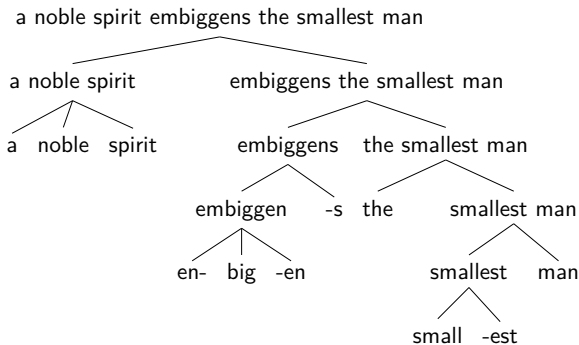 a noble spirit embiggens the smallest man
a noble spirit embiggens the smallest man
a noble spirit embiggens the smallest man
embiggen -s the smallest man
en- big -en smallest man
small -est